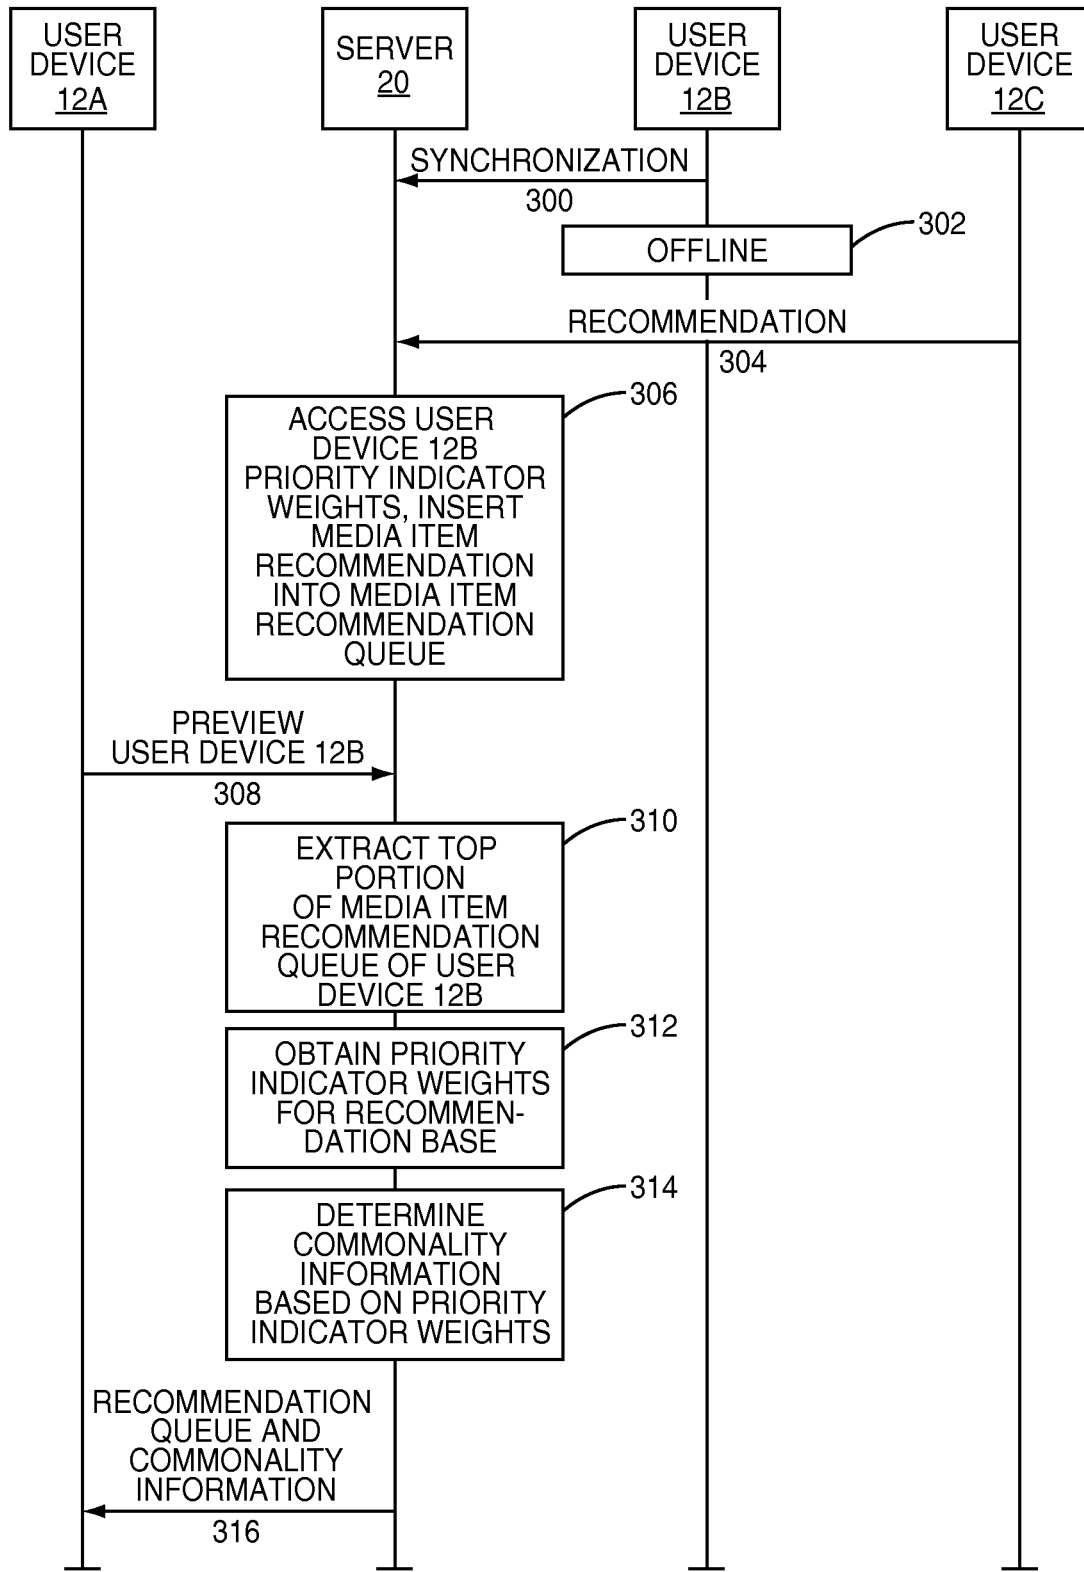 USER
DEVICE
12A
SERVER
20
USER
DEVICE
12B
USER
DEVICE
12C
SYNCHRONIZATION
300
OFFLINE
302
RECOMMENDATION
304
306
ACCESS USER
DEVICE 12B
PRIORITY INDICATOR
WEIGHTS, INSERT
MEDIA ITEM
RECOMMENDATION
INTO MEDIA ITEM
RECOMMENDATION
QUEUE
PREVIEW
USER DEVICE 12B
308
310
EXTRACT TOP
PORTION
OF MEDIA ITEM
RECOMMENDATION
QUEUE OF USER
DEVICE 12B
312
OBTAIN PRIORITY
INDICATOR WEIGHTS
FOR RECOMMEN-
DATION BASE
314
DETERMINE
COMMONALITY
INFORMATION
BASED ON PRIORITY
INDICATOR WEIGHTS
RECOMMENDATION
QUEUE AND
COMMONALITY
INFORMATION
316